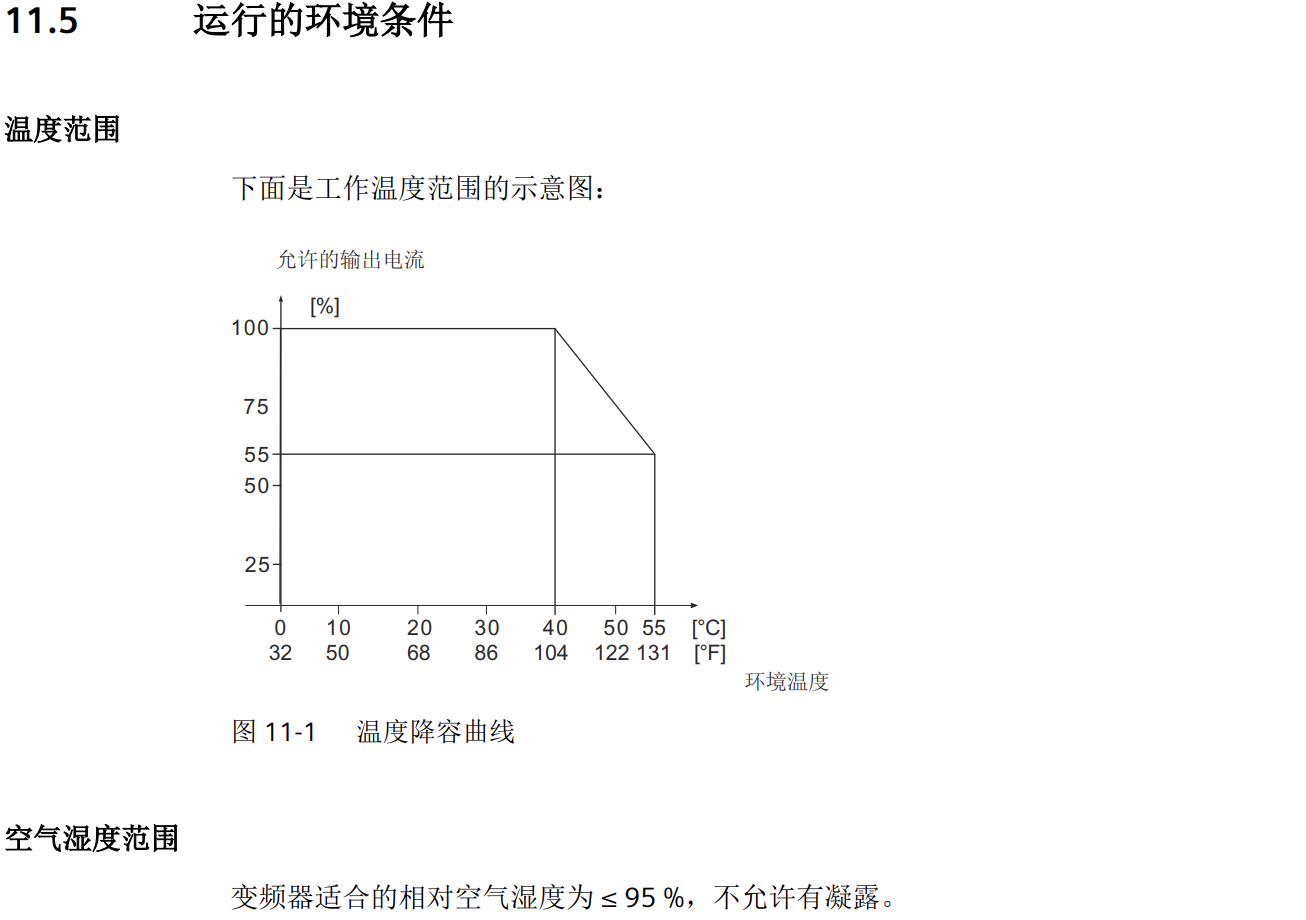 11.5 运行的环境条件
温度范围
下面是工作温度范围的示意图：
允许的输出电流
[%]
100
75
55
50
25
0 10 20 30 40 50 55 [°C]
32 50 68 86 104 122 131 [°F]
环境温度
图 11-1 温度降容曲线
空气湿度范围
变频器适合的相对空气湿度为 ≤ 95 %，不允许有凝露。